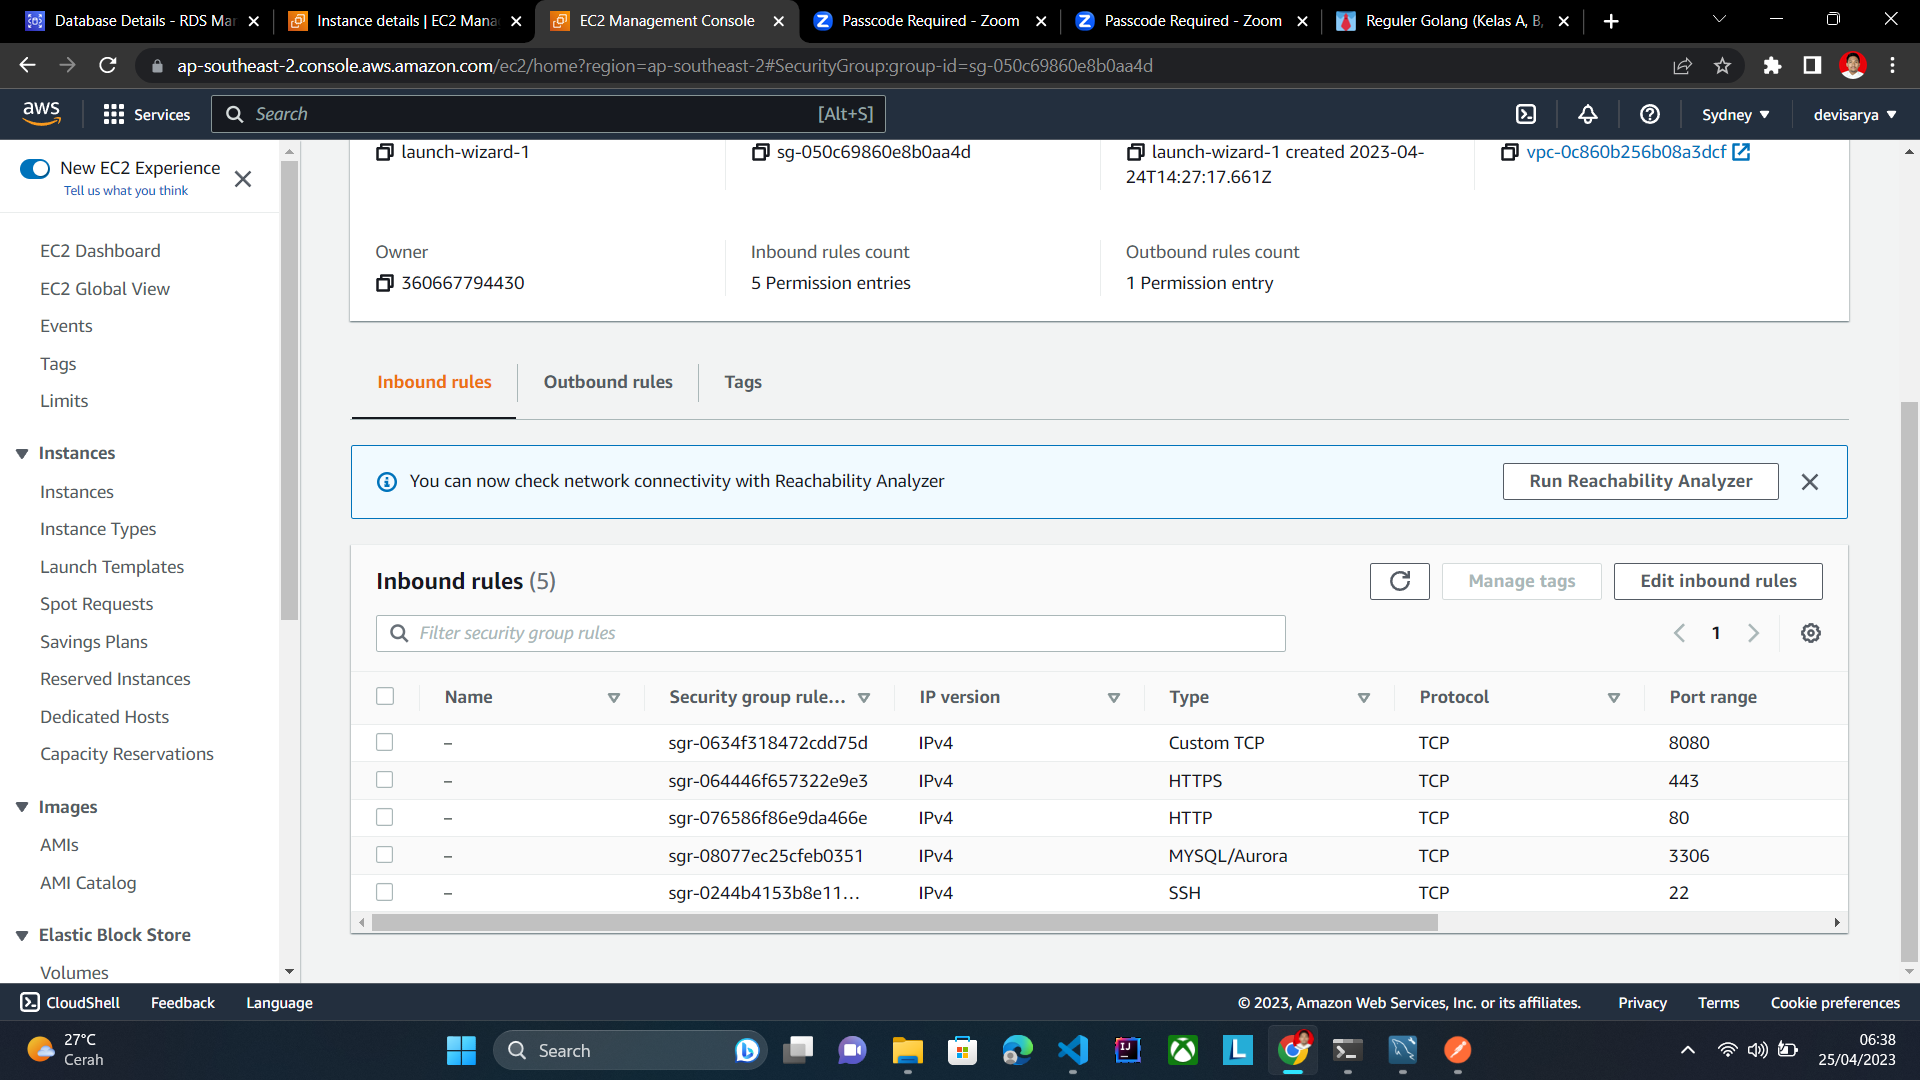 Database Details - RDS Mar
Instance details | EC2 Mana
EC2 Management Console
Passcode Required - Zoom
Passcode Required - Zoom
Reguler Golang (Kelas A, B,
ap-southeast-2.console.aws.amazon.com/ec2/home?region=ap-southeast-2#SecurityGroup:group-id=sg-050c69860e8b0aa4d
aws
Services
Search
[Alt+S]
Sydney
devisarya
New EC2 Experience
Tell us what you think
EC2 Dashboard
EC2 Global View
Events
Tags
Limits
Instances
Instances
Instance Types
Launch Templates
Spot Requests
Savings Plans
Reserved Instances
Dedicated Hosts
Capacity Reservations
Images
AMIs
AMI Catalog
Elastic Block Store
Volumes
launch-wizard-1
sg-050c69860e8b0aa4d
launch-wizard-1 created 2023-04-
24T14:27:17.661Z
vpc-0c860b256b08a3dcf
Owner
360667794430
Inbound rules count
5 Permission entries
Outbound rules count
1 Permission entry
Inbound rules
Outbound rules
Tags
You can now check network connectivity with Reachability Analyzer
Run Reachability Analyzer
Inbound rules (5)
Manage tags
Edit inbound rules
Filter security group rules
1
Name Security group rule... IP version Type Protocol Port range
– sgr-0634f318472cdd75d IPv4 Custom TCP TCP 8080
– sgr-064446f657322e9e3 IPv4 HTTPS TCP 443
– sgr-076586f86e9da466e IPv4 HTTP TCP 80
– sgr-08077ec25cfeb0351 IPv4 MYSQL/Aurora TCP 3306
– sgr-0244b4153b8e11... IPv4 SSH TCP 22
CloudShell
Feedback
Language
© 2023, Amazon Web Services, Inc. or its affiliates.
Privacy
Terms
Cookie preferences
27°C
Cerah
Search
IJ
L
06:38
25/04/2023